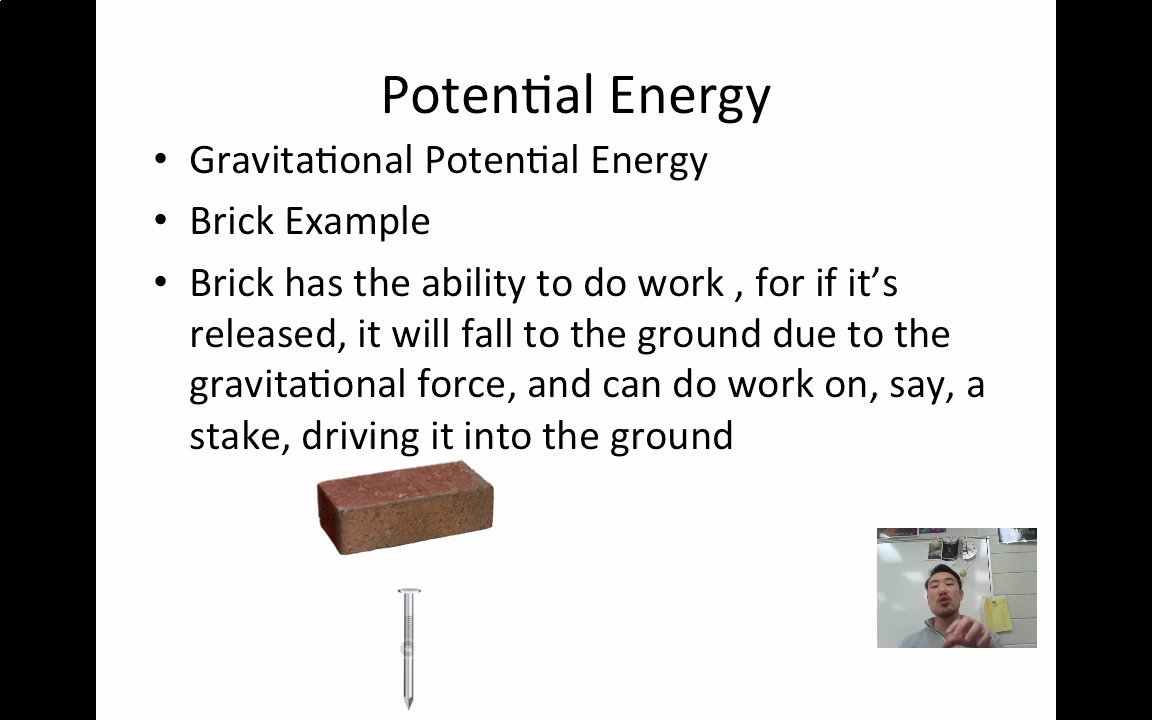 Potential Energy
• Gravitational Potential Energy
• Brick Example
• Brick has the ability to do work , for if it’s
released, it will fall to the ground due to the
gravitational force, and can do work on, say, a
stake, driving it into the ground